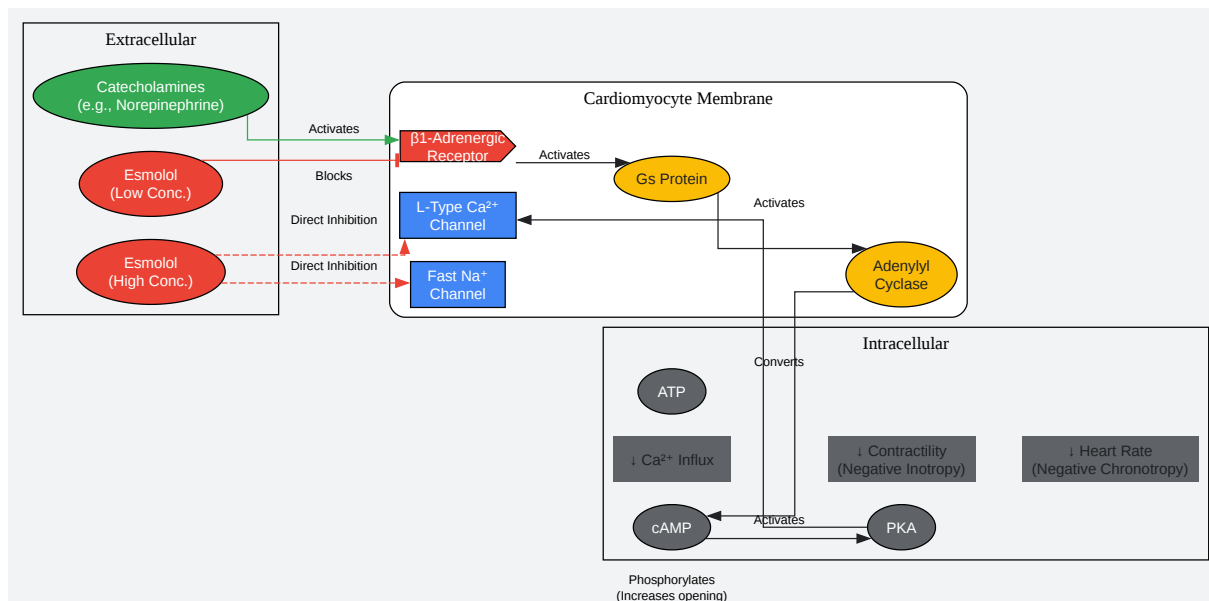 Extracellular
Catecholamines
(e.g., Norepinephrine)
Esmolol
(Low Conc.)
Esmolol
(High Conc.)
Activates
Blocks
Direct Inhibition
Direct Inhibition
Cardiomyocyte Membrane
β1-Adrenergic
Receptor
Activates
Gs Protein
L-Type Ca²⁺
Channel
Activates
Fast Na⁺
Channel
Adenylyl
Cyclase
Intracellular
Converts
ATP
↓ Ca²⁺ Influx
↓ Contractility
(Negative Inotropy)
↓ Heart Rate
(Negative Chronotropy)
cAMP
Activates
PKA
Phosphorylates
(Increases opening)